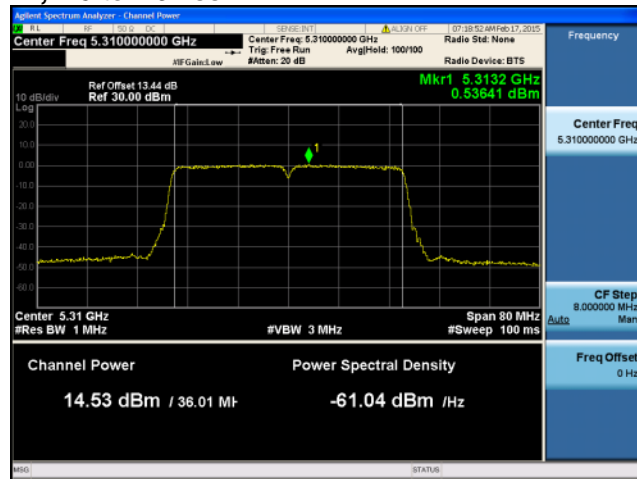 Agilent Spectrum Analyzer - Channel Power
RL RF 50 Ω DC SENSE:INT ALIGN OFF 07:18:52 AM Feb 17, 2015
Center Freq 5.310000000 GHz
Center Freq: 5.310000000 GHz
Radio Std: None
Trig: Free Run Avg|Hold: 100/100
#IFGain:Low #Atten: 20 dB Radio Device: BTS
Ref Offset 13.44 dB
10 dB/div Ref 30.00 dBm
Mkr1 5.3132 GHz
0.53641 dBm
Log
20.0
10.0
0.00
-10.0
-20.0
-30.0
-40.0
-50.0
-60.0
1
Center 5.31 GHz Span 80 MHz
#Res BW 1 MHz #VBW 3 MHz #Sweep 100 ms
Channel Power Power Spectral Density
14.53 dBm / 36.01 MH -61.04 dBm /Hz
MSG STATUS
Frequency
Center Freq
5.310000000 GHz
CF Step
8.000000 MHz
Auto Man
Freq Offset
0 Hz